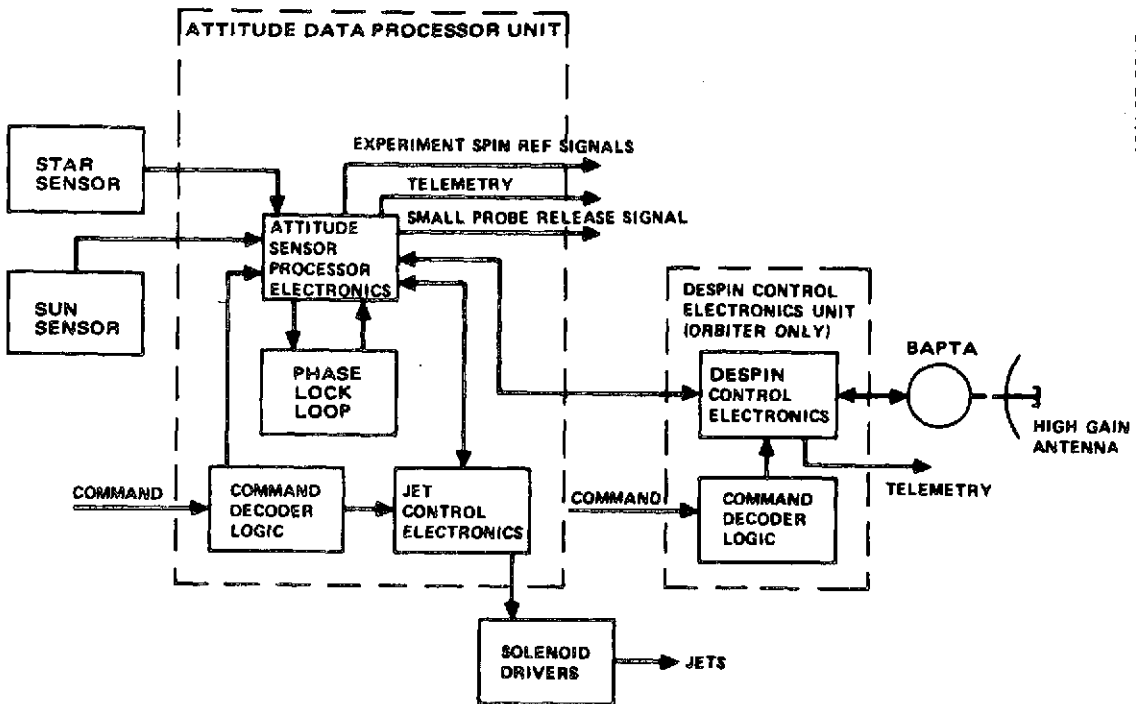 ATTITUDE DATA PROCESSOR UNIT
STAR
SENSOR
SUN
SENSOR
EXPERIMENT SPIN REF SIGNALS
TELEMETRY
SMALL PROBE RELEASE SIGNAL
ATTITUDE
SENSOR
PROCESSOR
ELECTRONICS
PHASE
LOCK
LOOP
COMMAND
COMMAND
DECODER
LOGIC
JET
CONTROL
ELECTRONICS
SOLENOID
DRIVERS
JETS
DESPIN CONTROL
ELECTRONICS UNIT
(ORBITER ONLY)
DESPIN
CONTROL
ELECTRONICS
BAPTA
HIGH GAIN
ANTENNA
TELEMETRY
COMMAND
COMMAND
DECODER
LOGIC